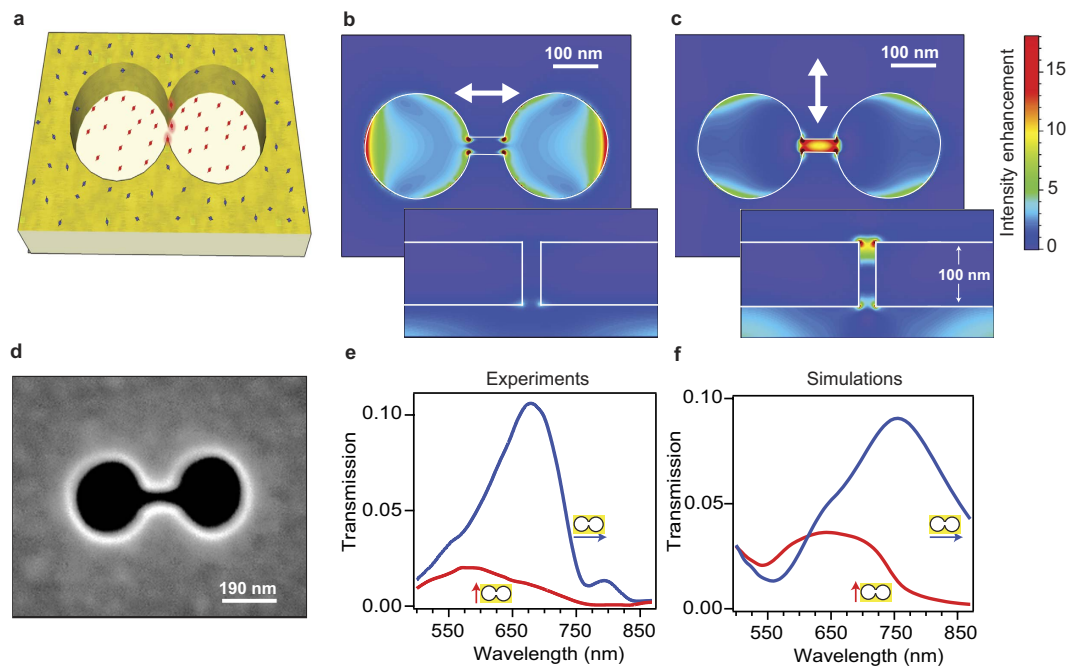 a
b
100 nm
c
100 nm
100 nm
15
10
5
0
Intensity enhancement
d
190 nm
e
Experiments
0.10
0.05
0.00
Transmission
550
650
750
850
Wavelength (nm)
f
Simulations
0.10
0.05
0.00
Transmission
550
650
750
850
Wavelength (nm)